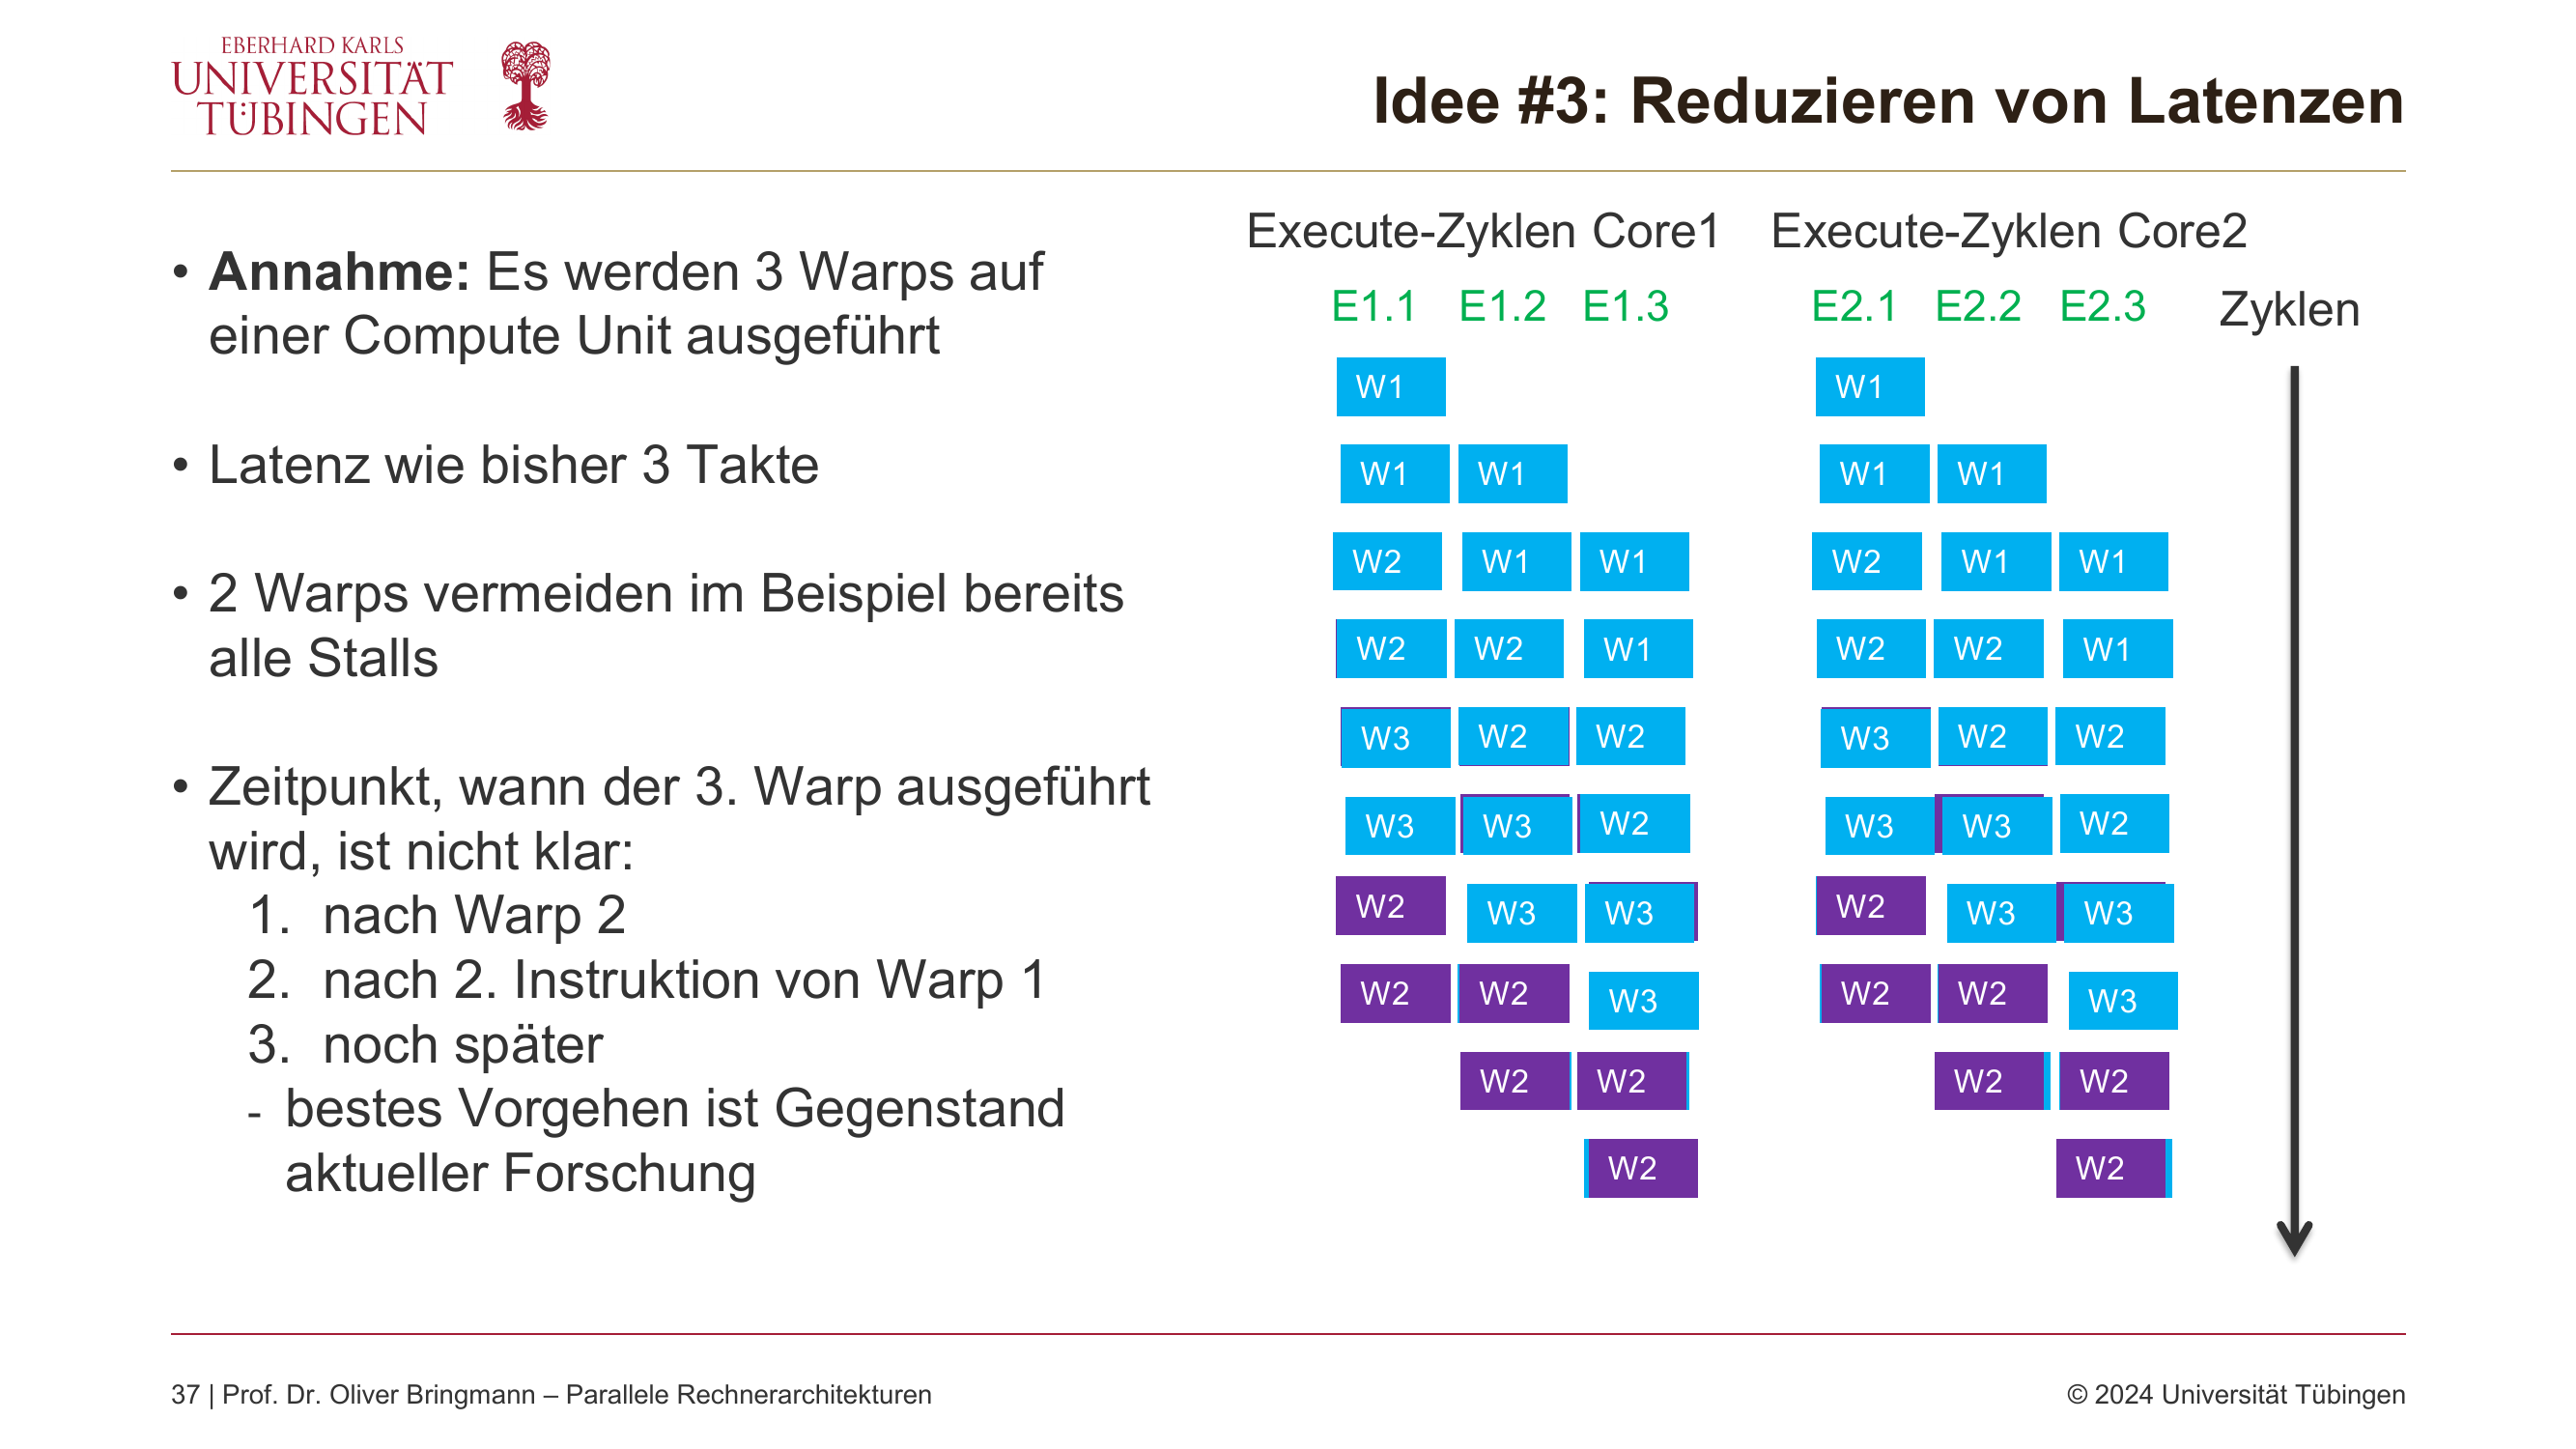 EBERHARD KARLS
UNIVERSITÄT
TÜBINGEN
Idee #3: Reduzieren von Latenzen
• Annahme: Es werden 3 Warps auf
einer Compute Unit ausgeführt
• Latenz wie bisher 3 Takte
• 2 Warps vermeiden im Beispiel bereits
alle Stalls
• Zeitpunkt, wann der 3. Warp ausgeführt
wird, ist nicht klar:
1. nach Warp 2
2. nach 2. Instruktion von Warp 1
3. noch später
- bestes Vorgehen ist Gegenstand
aktueller Forschung
Execute-Zyklen Core1 Execute-Zyklen Core2
E1.1 E1.2 E1.3 E2.1 E2.2 E2.3 Zyklen
W1 W1
W1 W1 W1 W1
W2 W1 W1 W2 W1 W1
W2 W2 W1 W2 W2 W1
W3 W2 W2 W3 W2 W2
W3 W3 W2 W3 W3 W2
W2 W3 W3 W2 W3 W3
W2 W2 W3 W2 W2 W3
W2 W2 W2 W2
W2 W2
37 | Prof. Dr. Oliver Bringmann – Parallele Rechnerarchitekturen
© 2024 Universität Tübingen